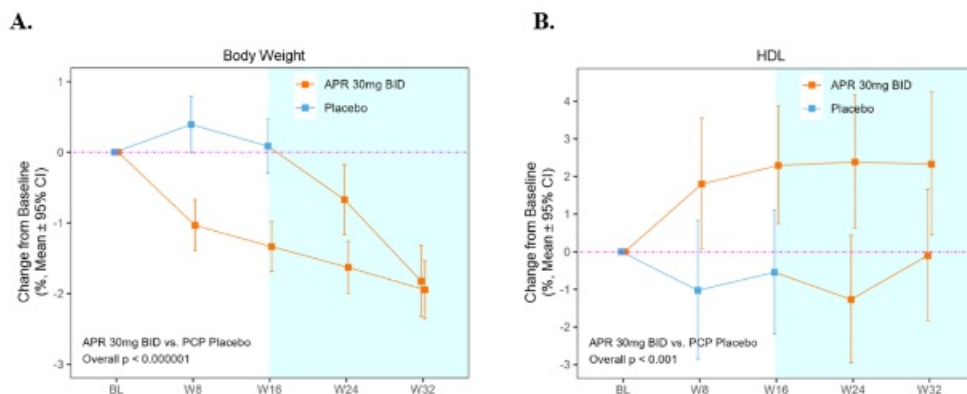 A.
Body Weight
APR 30mg BID
Placebo
Change from Baseline
(%, Mean ± 95% CI)
1
0
-1
-2
-3
APR 30mg BID vs. PCP Placebo
Overall p < 0.000001
BL W8 W16 W24 W32
B.
HDL
APR 30mg BID
Placebo
Change from Baseline
(%, Mean ± 95% CI)
4
3
2
1
0
-1
-2
-3
APR 30mg BID vs. PCP Placebo
Overall p < 0.001
BL W8 W16 W24 W32